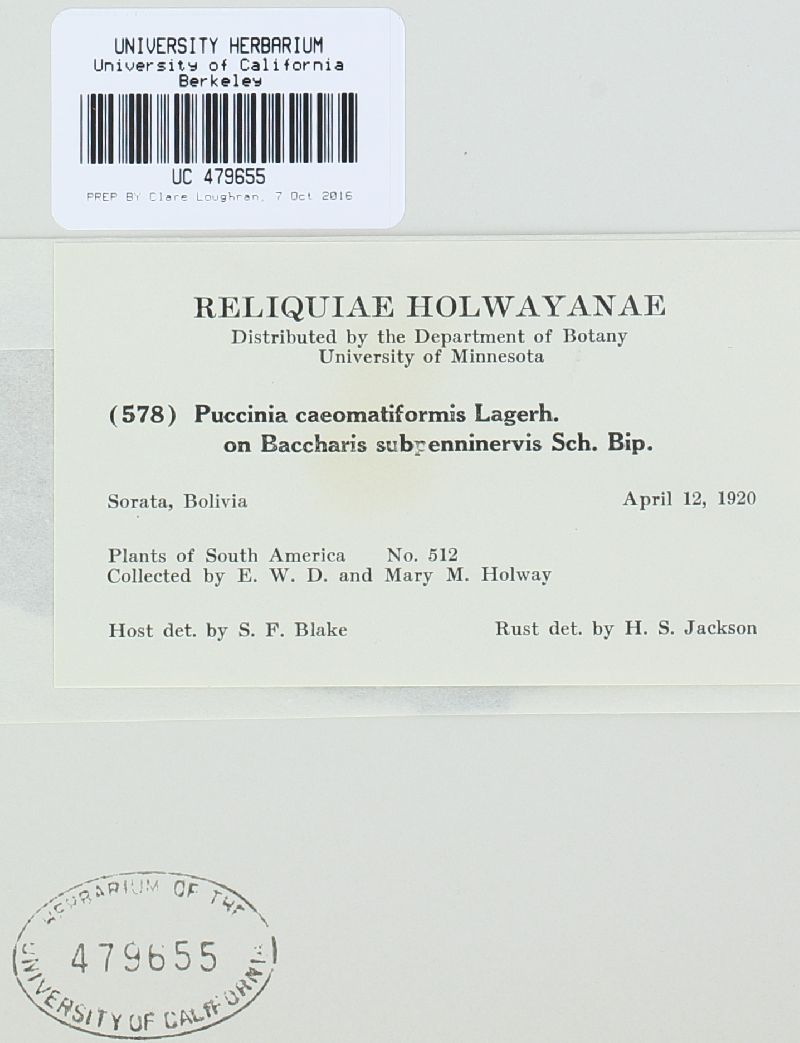 UNIVERSITY HERBARIUM
University of California
Berkeley
UC 479655
PREP BY Clare Loughran, 7 Oct 2016
RELIQUIAE HOLWAYANAE
Distributed by the Department of Botany
University of Minnesota
(578) Puccinia caeomatiformis Lagerh.
on Baccharis subpenninervis Sch. Bip.
Sorata, Bolivia April 12, 1920
Plants of South America No. 512
Collected by E. W. D. and Mary M. Holway
Host det. by S. F. Blake Rust det. by H. S. Jackson
HERBARIUM OF THE
479655
UNIVERSITY OF CALIFORNIA